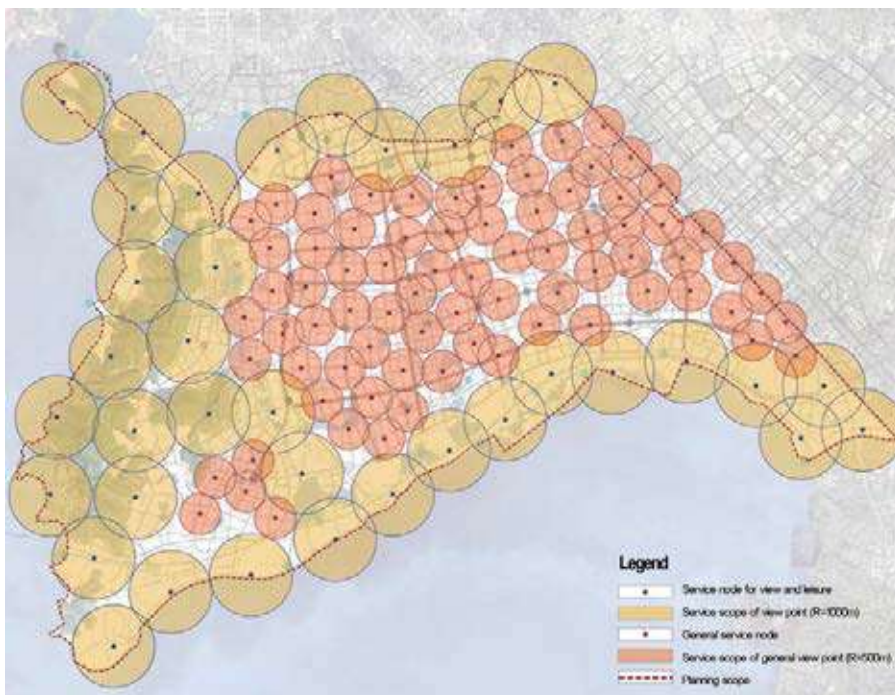 Legend
Service node for view and leisure
Service scope of view point (R=1000m)
General service node
Service scope of general view point (R=500m)
Planning scope